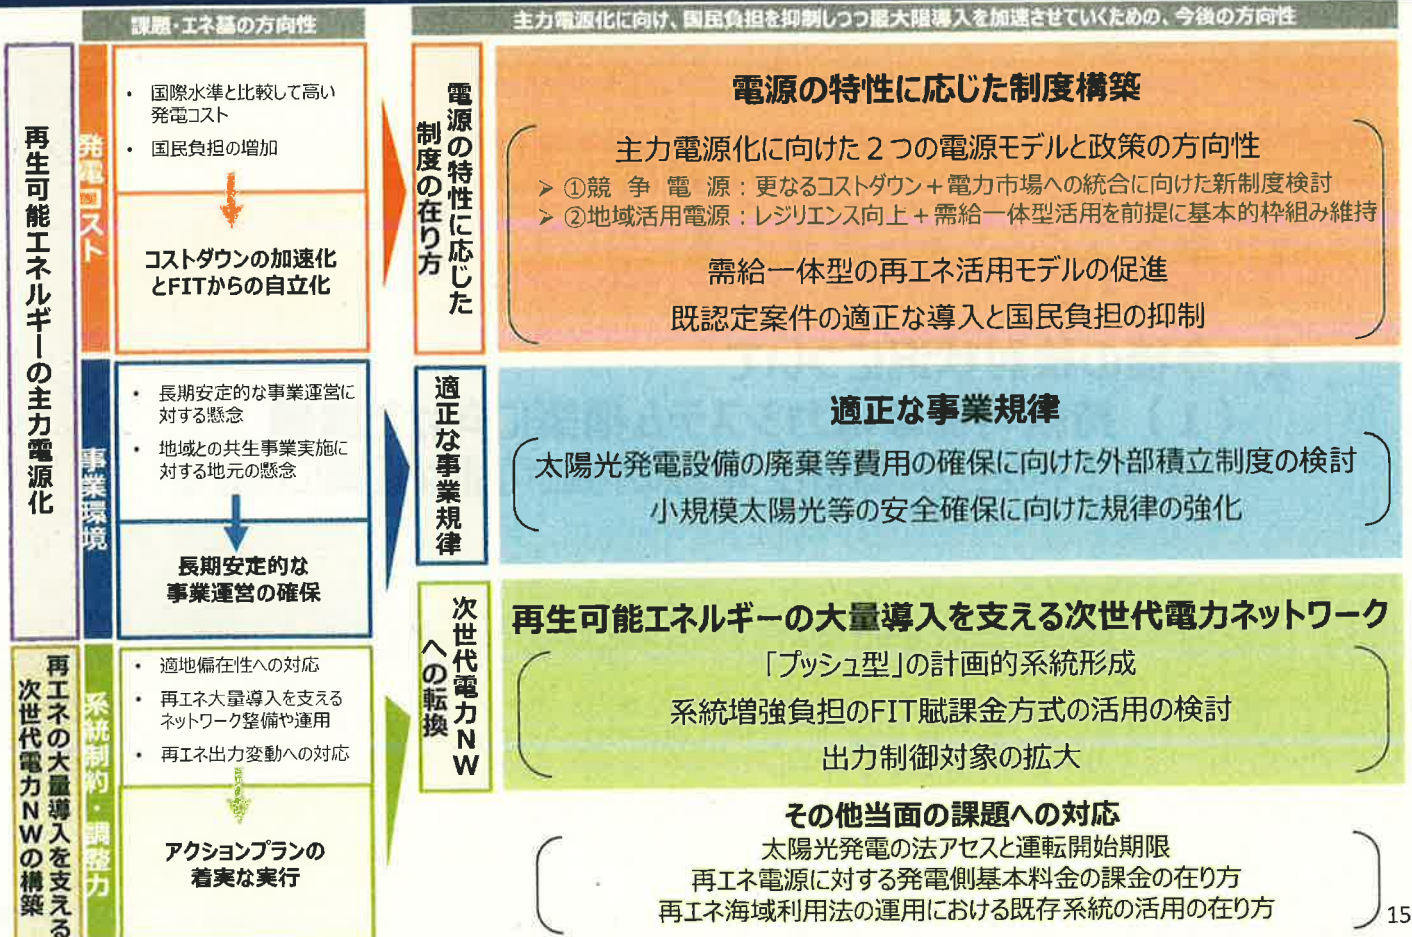 課題・エネ基の方向性
主力電源化に向け、国民負担を抑制しつつ最大限導入を加速させていくための、今後の方向性
再生可能エネルギーの主力電源化
発電コスト
・ 国際水準と比較して高い
発電コスト
・ 国民負担の増加
コストダウンの加速化
とFITからの自立化
電源の特性に応じた
制度の在り方
電源の特性に応じた制度構築
主力電源化に向けた2つの電源モデルと政策の方向性
➢ ①競争電源：更なるコストダウン＋電力市場への統合に向けた新制度検討
➢ ②地域活用電源：レジリエンス向上＋需給一体型活用を前提に基本的枠組み維持
需給一体型の再エネ活用モデルの促進
既認定案件の適正な導入と国民負担の抑制
事業環境
・ 長期安定的な事業運営に
対する懸念
・ 地域との共生事業実施に
対する地元の懸念
長期安定的な
事業運営の確保
適正な事業規律
適正な事業規律
太陽光発電設備の廃棄等費用の確保に向けた外部積立制度の検討
小規模太陽光等の安全確保に向けた規律の強化
再エネの大量導入を支える
次世代電力NWの構築
系統制約・調整力
・ 適地偏在性への対応
・ 再エネ大量導入を支える
ネットワーク整備や運用
・ 再エネ出力変動への対応
アクションプランの
着実な実行
次世代電力NW
への転換
再生可能エネルギーの大量導入を支える次世代電力ネットワーク
「プッシュ型」の計画的系統形成
系統増強負担のFIT賦課金方式の活用の検討
出力制御対象の拡大
その他当面の課題への対応
太陽光発電の法アセスと運転開始期限
再エネ電源に対する発電側基本料金の課金の在り方
再エネ海域利用法の運用における既存系統の活用の在り方
15